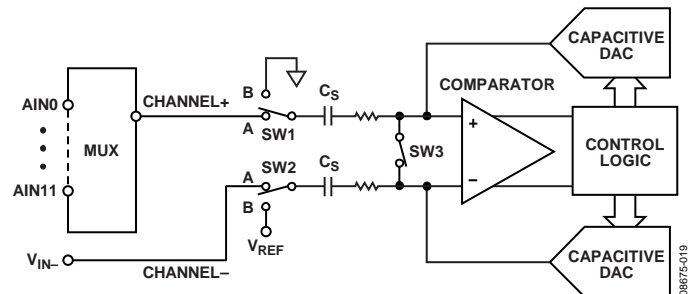 CAPACITIVE
DAC
B
CS
COMPARATOR
AIN0
CHANNEL+
A
SW1
+
MUX
SW3
CONTROL
LOGIC
SW2
CS
A
–
AIN11
B
VREF
VIN–
CHANNEL–
CAPACITIVE
DAC
08675-019